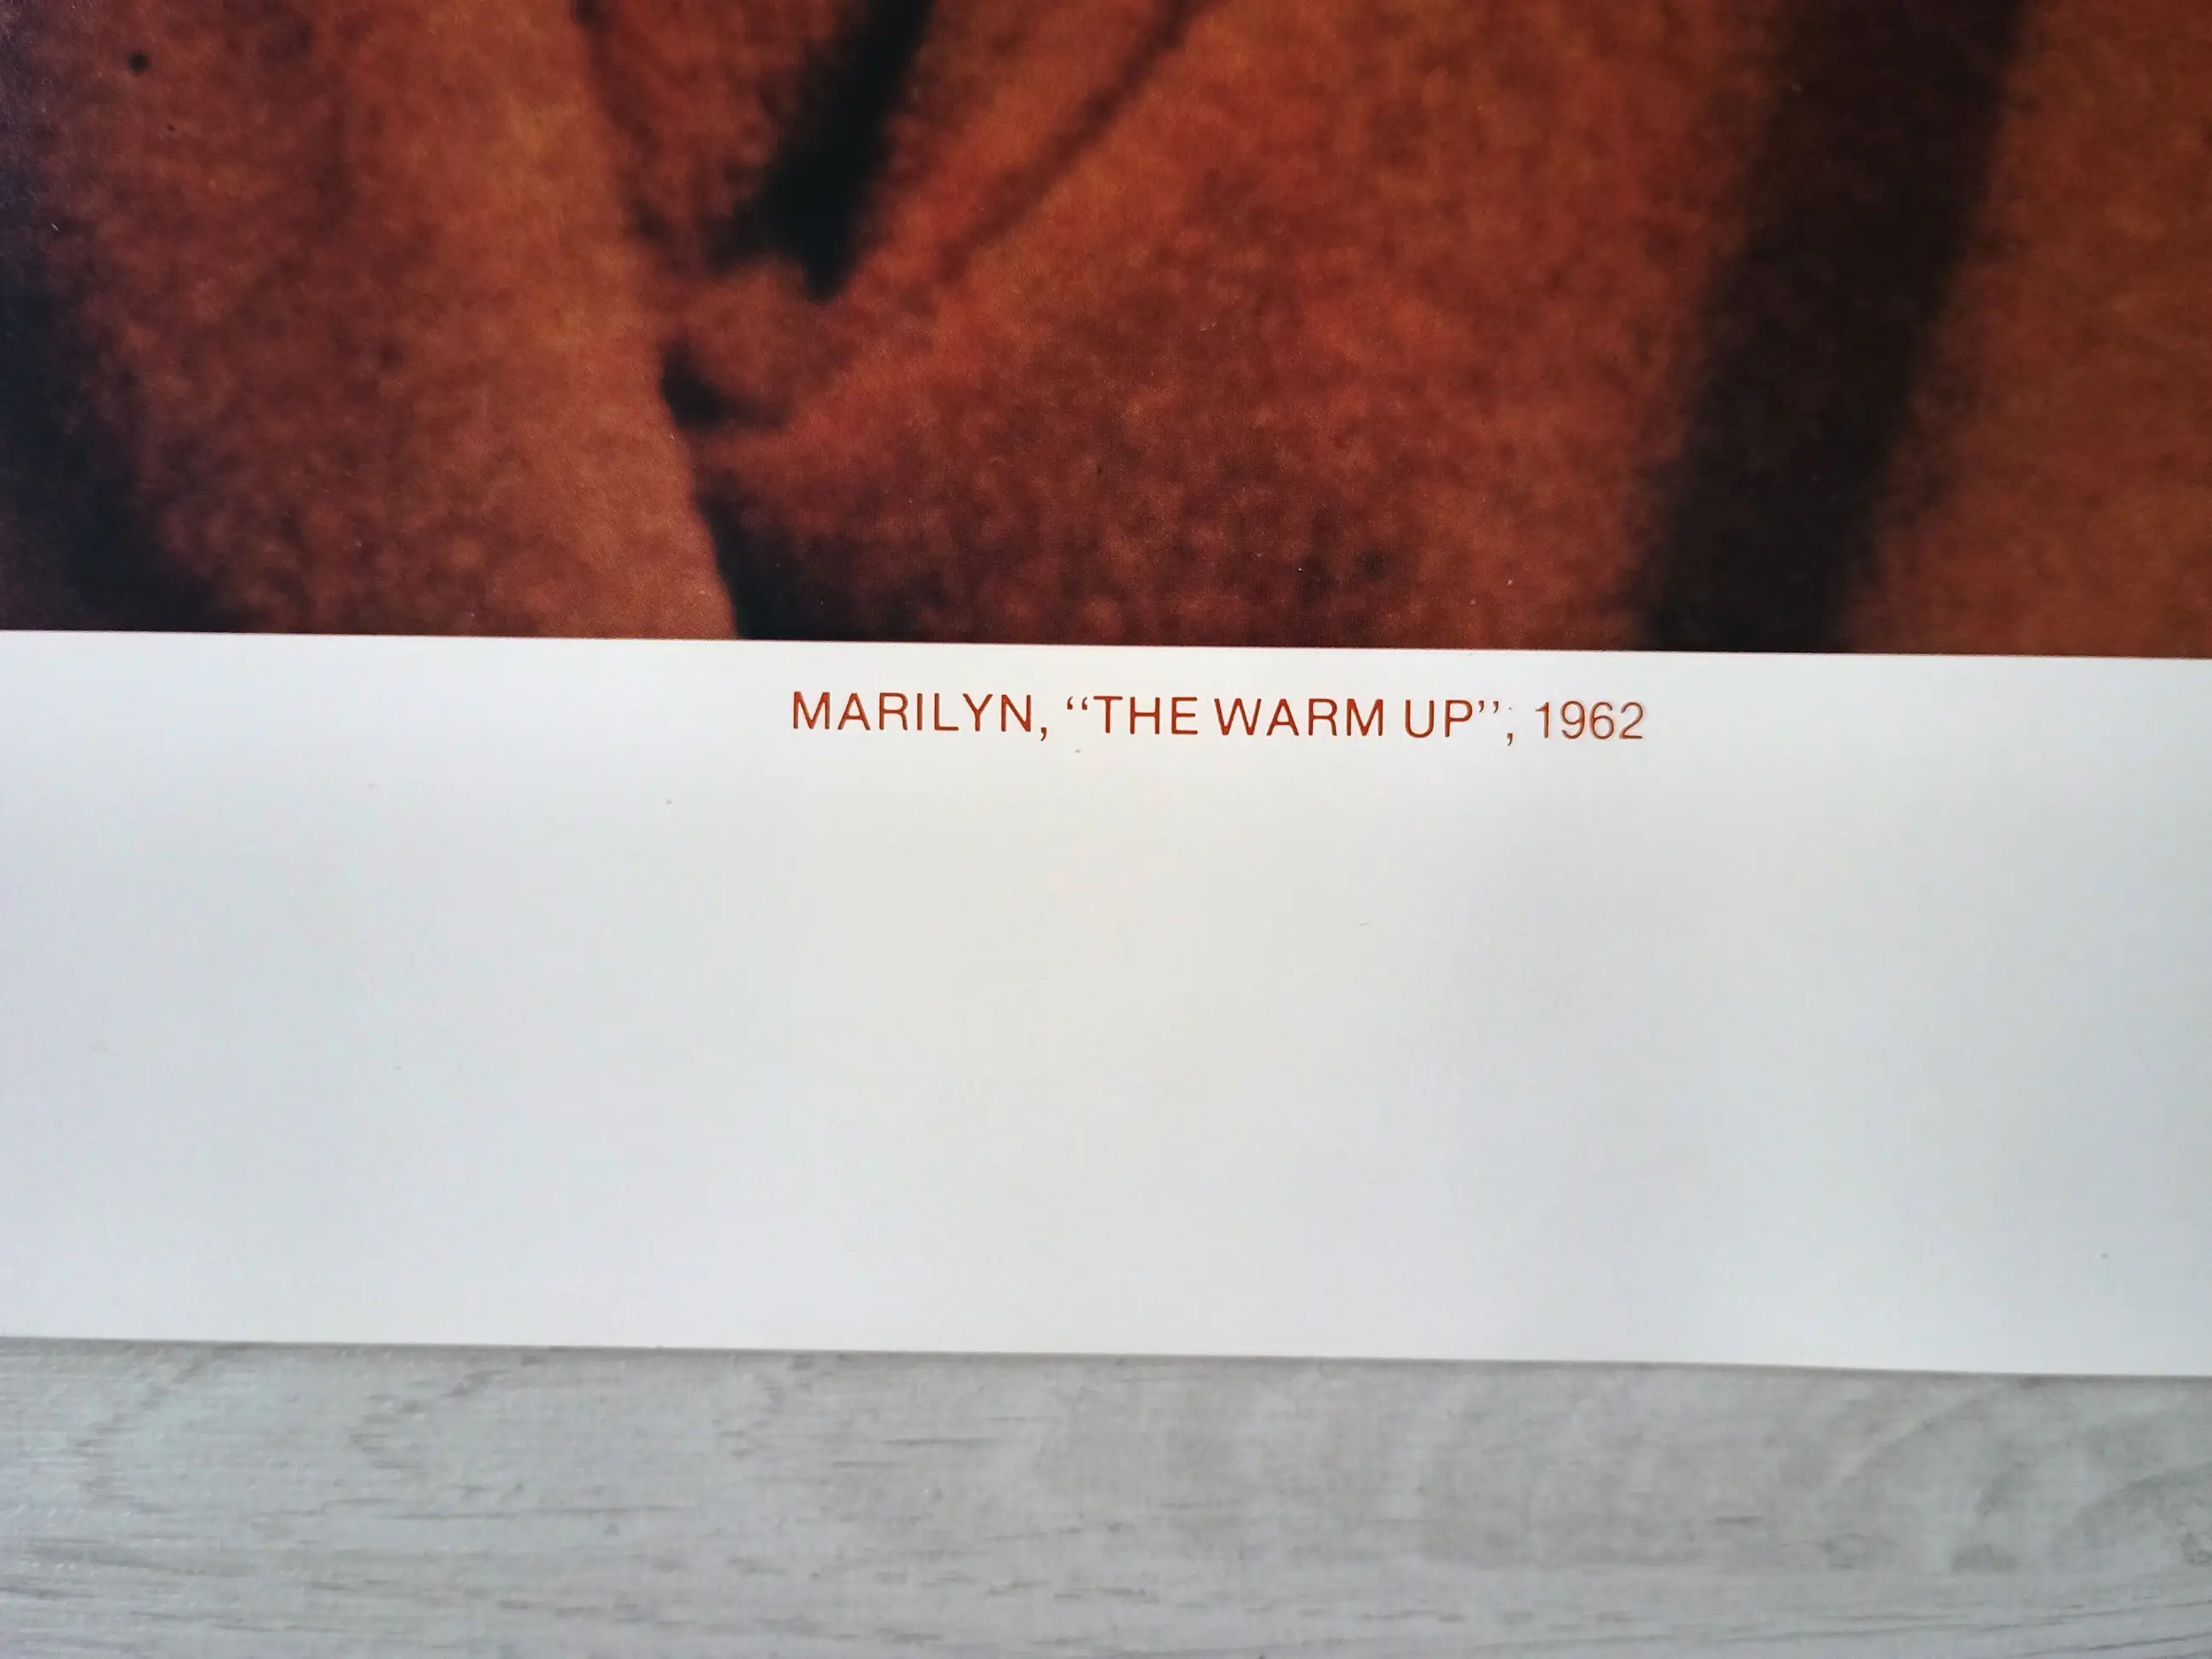 MARILYN, “THE WARM UP”, 1962